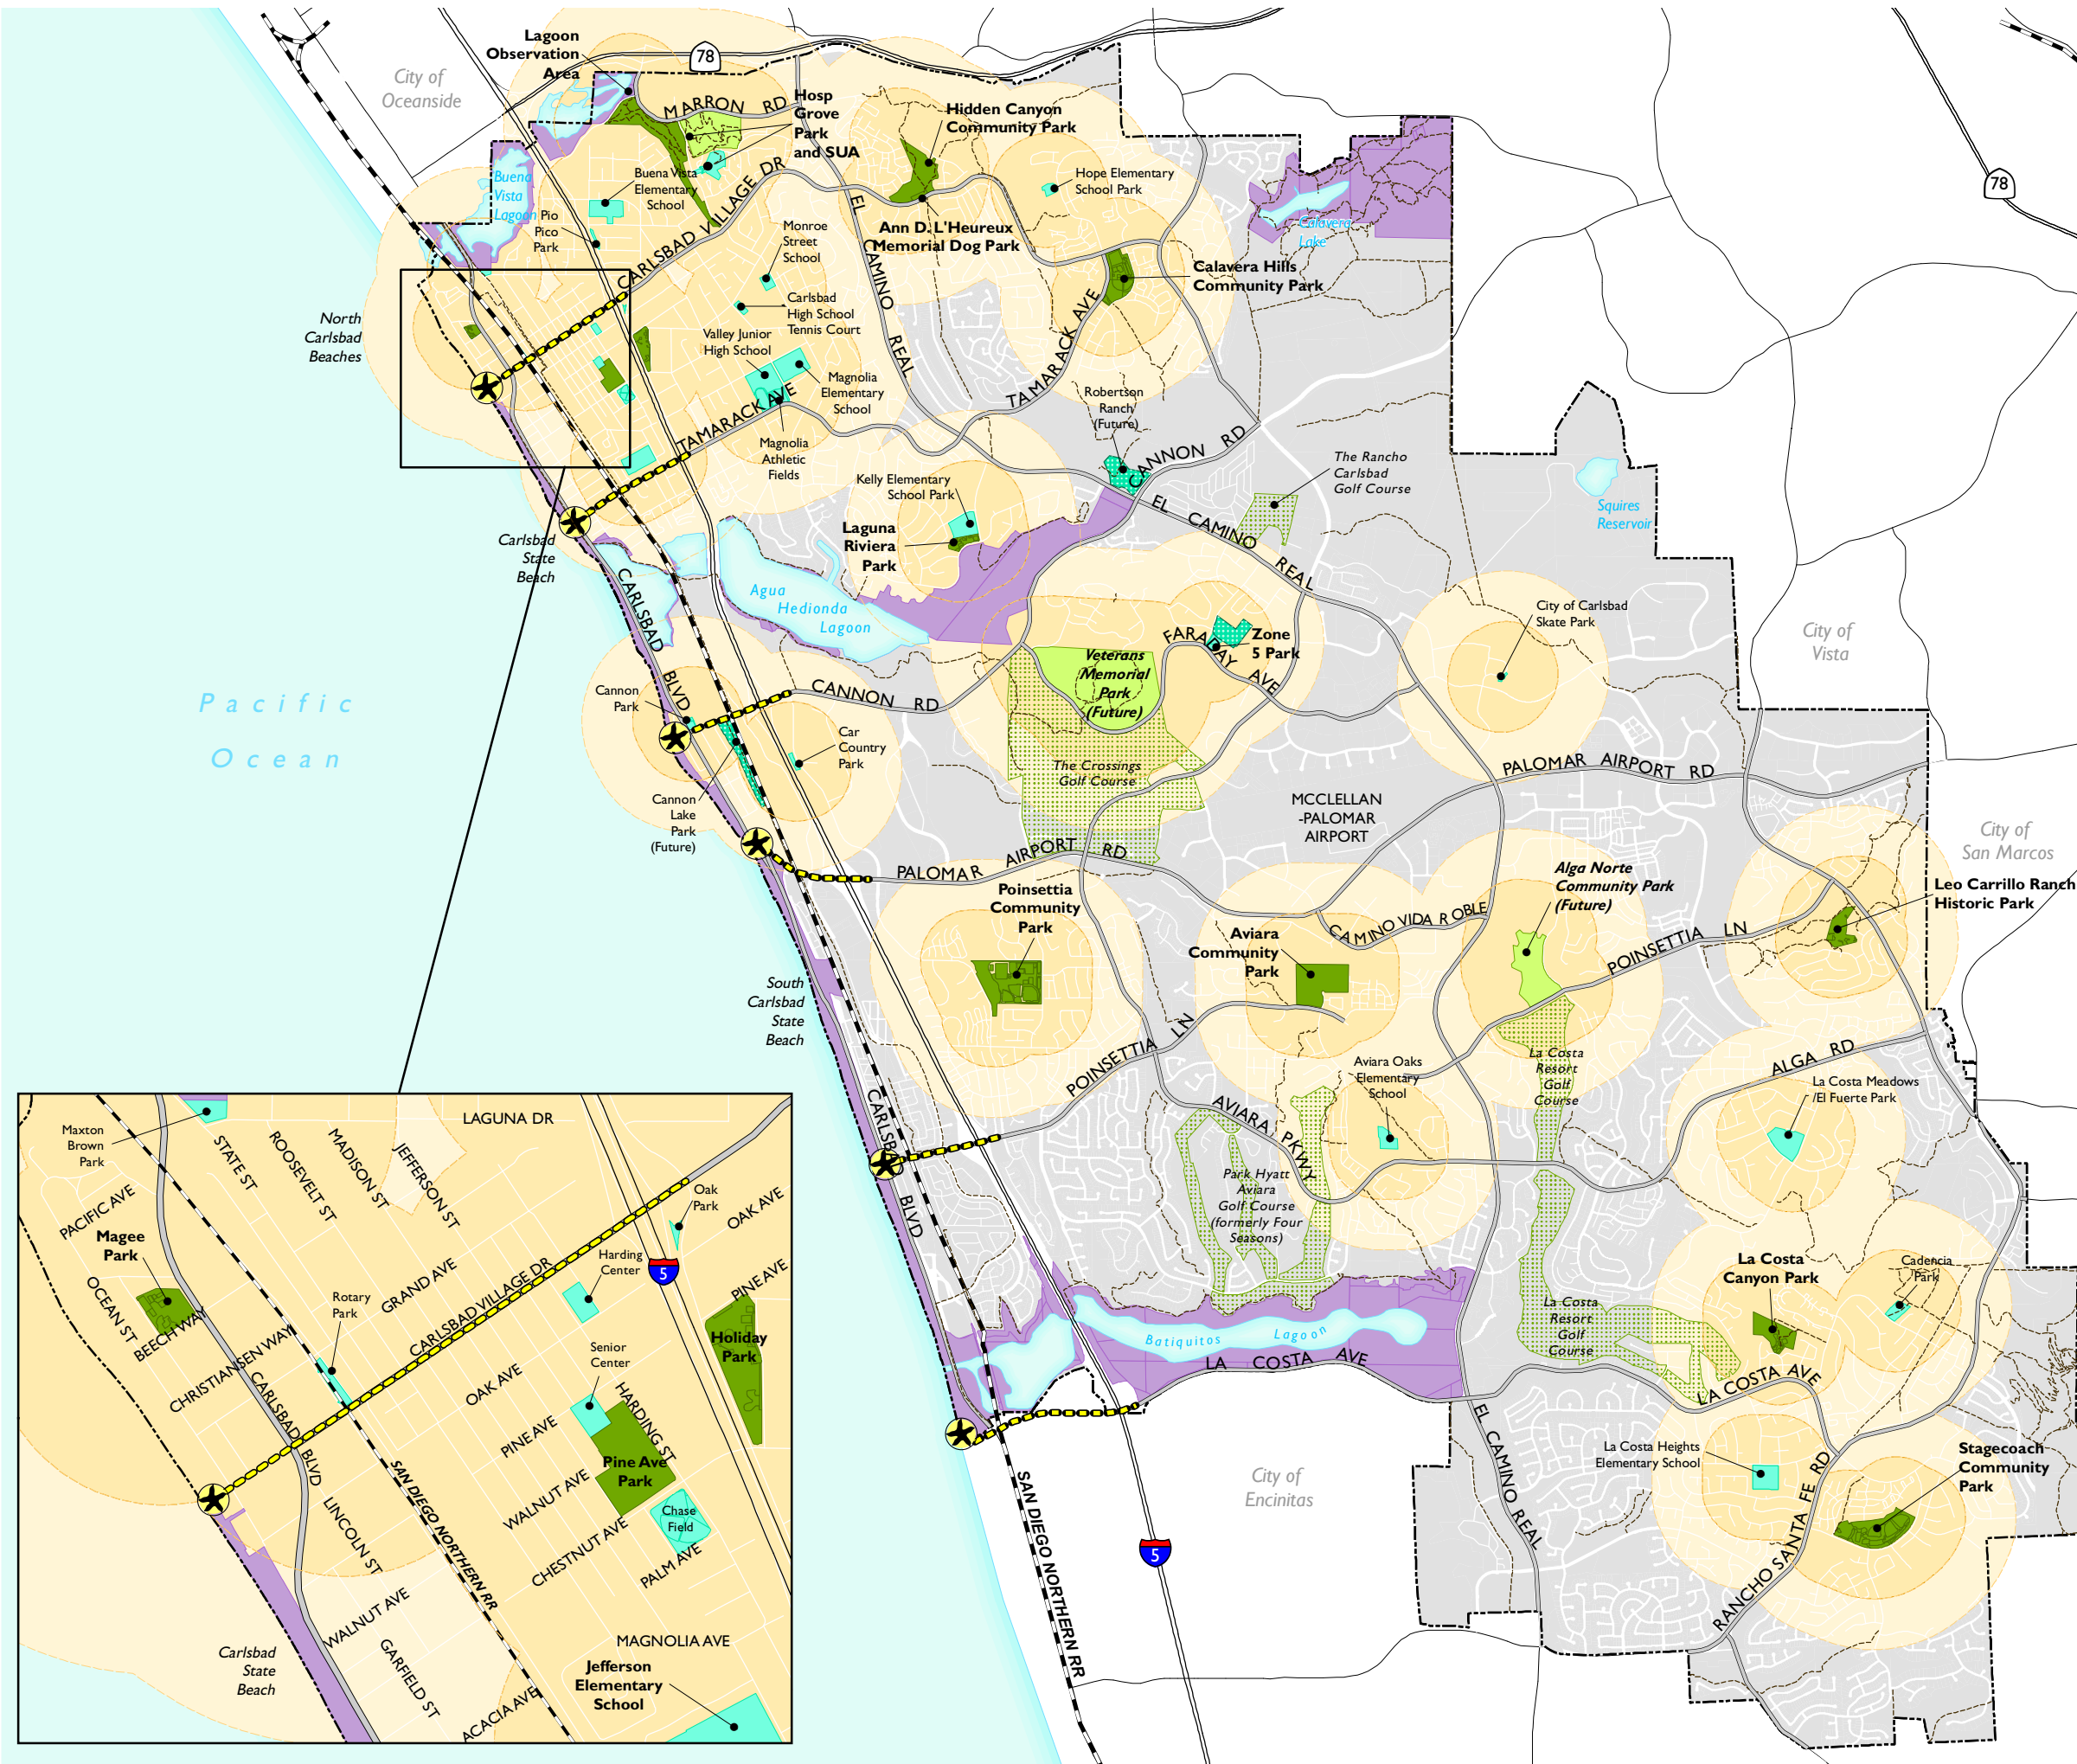 Lagoon
Observation
Area
78
City of
Oceanside
MARRON RD
Hosp
Grove
Park
and SUA
Hidden Canyon
Community Park
Buena Vista
Elementary
School
Hope Elementary
School Park
78
Buena
Vista
Lagoon
Pio
Pico
Park
CARLSBAD VILLAGE DR
EL CAMINO REAL
Monroe
Street
School
Ann D. L'Heureux
Memorial Dog Park
Calavera
Lake
Calavera Hills
Community Park
Carlsbad
High School
Tennis Court
North
Carlsbad
Beaches
Valley Junior
High School
TAMARACK AVE
Magnolia
Elementary
School
TAMARACK AVE
Magnolia
Athletic
Fields
Robertson
Ranch
(Future)
CANNON RD
The Rancho
Carlsbad
Golf Course
Kelly Elementary
School Park
Laguna
Riviera
Park
EL CAMINO REAL
Squires
Reservoir
Carlsbad
State
Beach
CARLSBAD BLVD
Agua
Hedionda
Lagoon
City of Carlsbad
Skate Park
City of
Vista
FARADAY AVE
Zone
5 Park
Veterans
Memorial
Park
(Future)
Pacific
Ocean
Cannon
Park
CANNON RD
Car
Country
Park
The Crossings
Golf Course
PALOMAR AIRPORT RD
Cannon
Lake
Park
(Future)
MCCLELLAN
-PALOMAR
AIRPORT
City of
San Marcos
PALOMAR AIRPORT RD
Alga Norte
Community Park
(Future)
Leo Carrillo Ranch
Historic Park
Poinsettia
Community
Park
CAMINO VIDA ROBLE
Aviara
Community
Park
POINSETTIA LN
South
Carlsbad
State
Beach
POINSETTIA LN
Aviara Oaks
Elementary
School
La Costa
Resort
Golf
Course
ALGA RD
La Costa Meadows
/El Fuerte Park
CARLSBAD BLVD
AVIARA PKWY
Park Hyatt
Aviara
Golf Course
(formerly Four
Seasons)
La Costa
Canyon Park
Cadencia
Park
La Costa
Resort
Golf
Course
Batiquitos Lagoon
LA COSTA AVE
LA COSTA AVE
EL CAMINO REAL
La Costa Heights
Elementary School
Stagecoach
Community
Park
RANCHO SANTA FE RD
City of
Encinitas
SAN DIEGO NORTHERN RR
5
LAGUNA DR
Maxton
Brown
Park
STATE ST
ROOSEVELT ST
MADISON ST
JEFFERSON ST
PACIFIC AVE
Magee
Park
Oak
Park
OAK AVE
Harding
Center
5
PINE AVE
OCEAN ST
BEECH WAY
Rotary
Park
GRAND AVE
CARLSBAD VILLAGE DR
Holiday
Park
CHRISTIANSEN WAY
Senior
Center
OAK AVE
HARDING ST
CARLSBAD BLVD
PINE AVE
Pine Ave
Park
WALNUT AVE
Chase
Field
SAN DIEGO NORTHERN RR
LINCOLN ST
CHESTNUT AVE
PALM AVE
WALNUT AVE
MAGNOLIA AVE
Carlsbad
State
Beach
GARFIELD ST
Jefferson
Elementary
School
ACACIA AVE